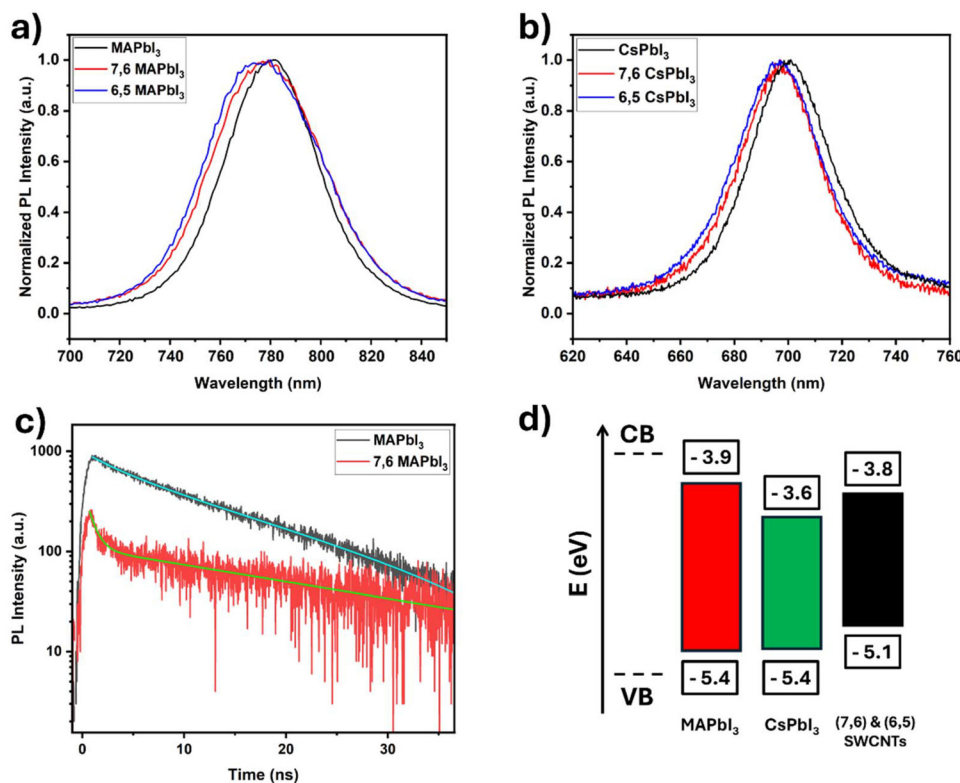 a)
MAPbI₃
7,6 MAPbI₃
6,5 MAPbI₃
Normalized PL Intensity (a.u.)
1.0
0.8
0.6
0.4
0.2
0.0
700 720 740 760 780 800 820 840
Wavelength (nm)
b)
CsPbI₃
7,6 CsPbI₃
6,5 CsPbI₃
Normalized PL Intensity (a.u.)
1.0
0.8
0.6
0.4
0.2
0.0
620 640 660 680 700 720 740 760
Wavelength (nm)
c)
MAPbI₃
7,6 MAPbI₃
PL Intensity (a.u.)
1000
100
10
0 10 20 30
Time (ns)
d)
E (eV)
CB
VB
- 3.9
- 3.6
- 3.8
- 5.4
- 5.4
- 5.1
MAPbI₃
CsPbI₃
(7,6) & (6,5)
SWCNTs